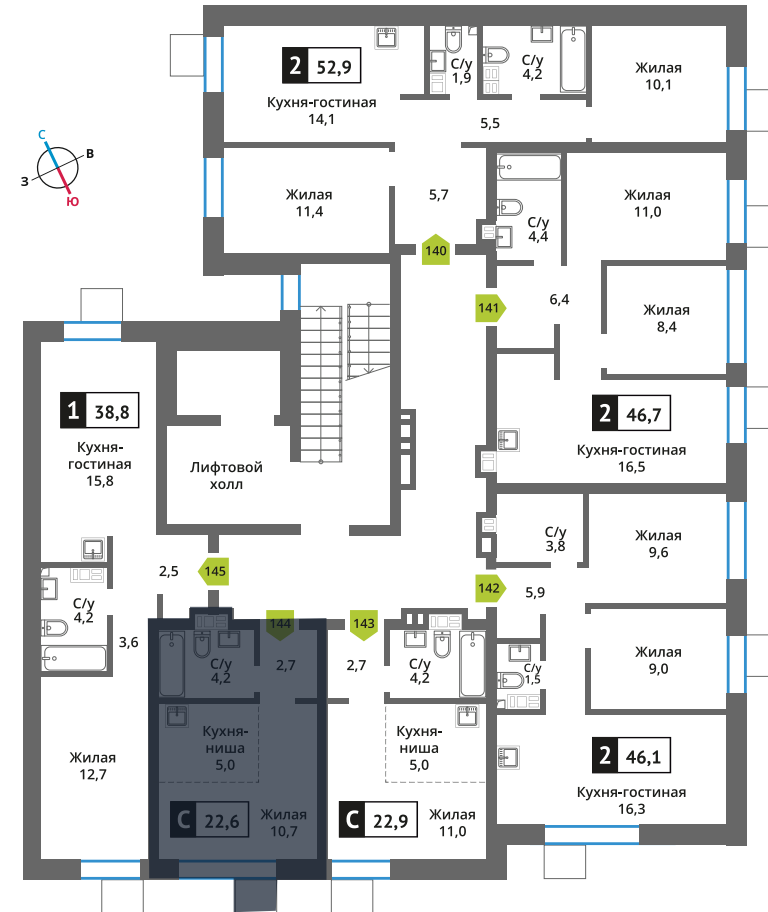 2 52,9
Кухня-гостиная
14,1
С/у
1,9
С/у
4,2
Жилая
10,1
5,5
С
В
З
Ю
Жилая
11,4
5,7
С/у
4,4
Жилая
11,0
140
141
6,4
Жилая
8,4
1 38,8
Кухня-
гостиная
15,8
Лифтовой
холл
2 46,7
Кухня-гостиная
16,5
С/у
3,8
Жилая
9,6
2,5
145
142
5,9
С/у
4,2
3,6
144
143
С/у
4,2
2,7
2,7
С/у
4,2
С/у
1,5
Жилая
9,0
Жилая
12,7
Кухня-
ниша
5,0
Кухня-
ниша
5,0
2 46,1
Кухня-гостиная
16,3
С 22,6
Жилая
10,7
С 22,9
Жилая
11,0